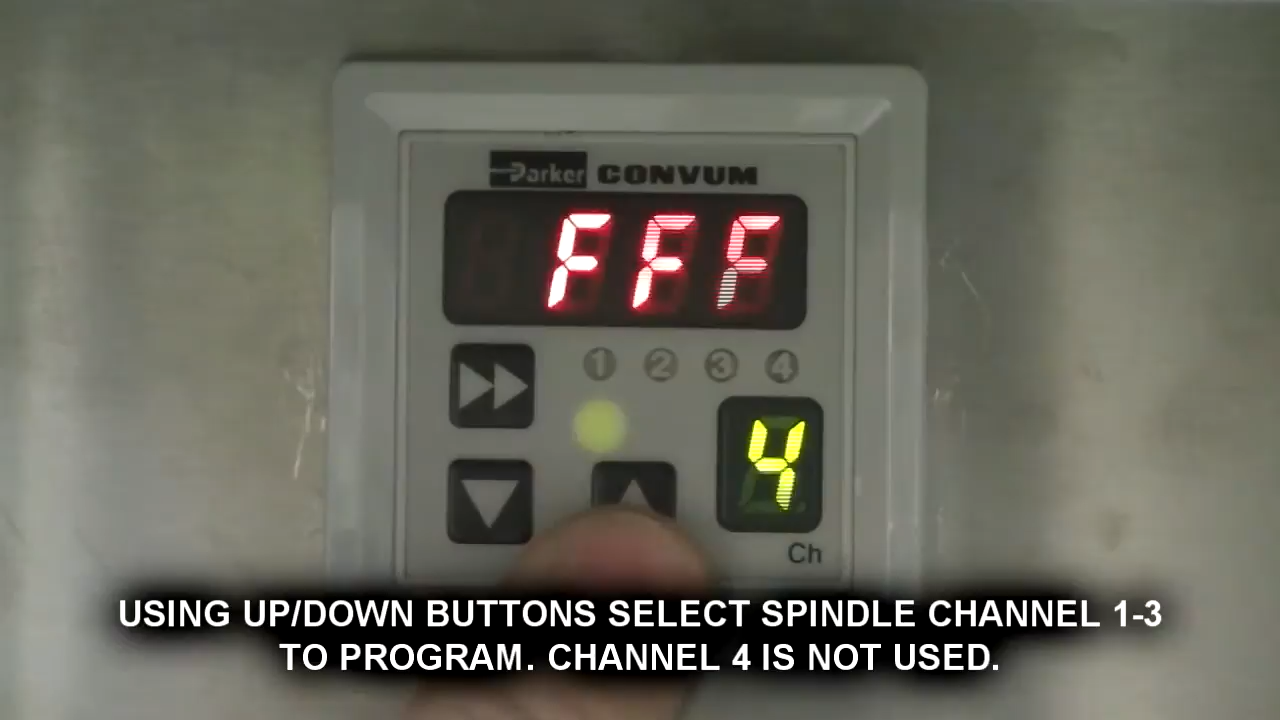 Parker CONVUM
FFF
1 2 3 4
4
Ch
USING UP/DOWN BUTTONS SELECT SPINDLE CHANNEL 1-3
TO PROGRAM. CHANNEL 4 IS NOT USED.